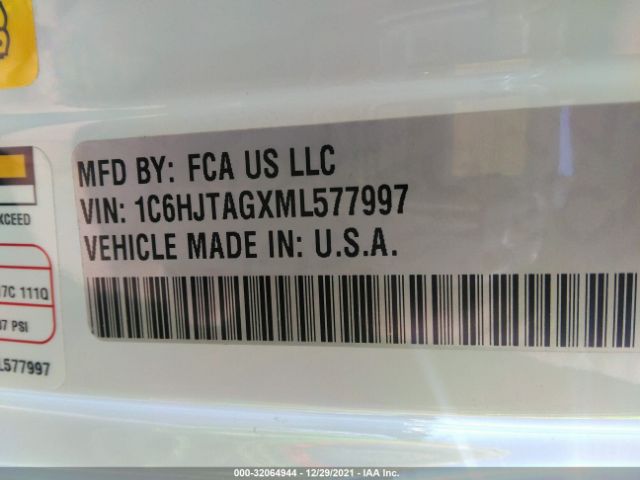 MFD BY: FCA US LLC
VIN: 1C6HJTAGXML577997
VEHICLE MADE IN: U.S.A.
XCEED
7C 111Q
37 PSI
L577997
000-32064944 - 12/29/2021 - IAA Inc.